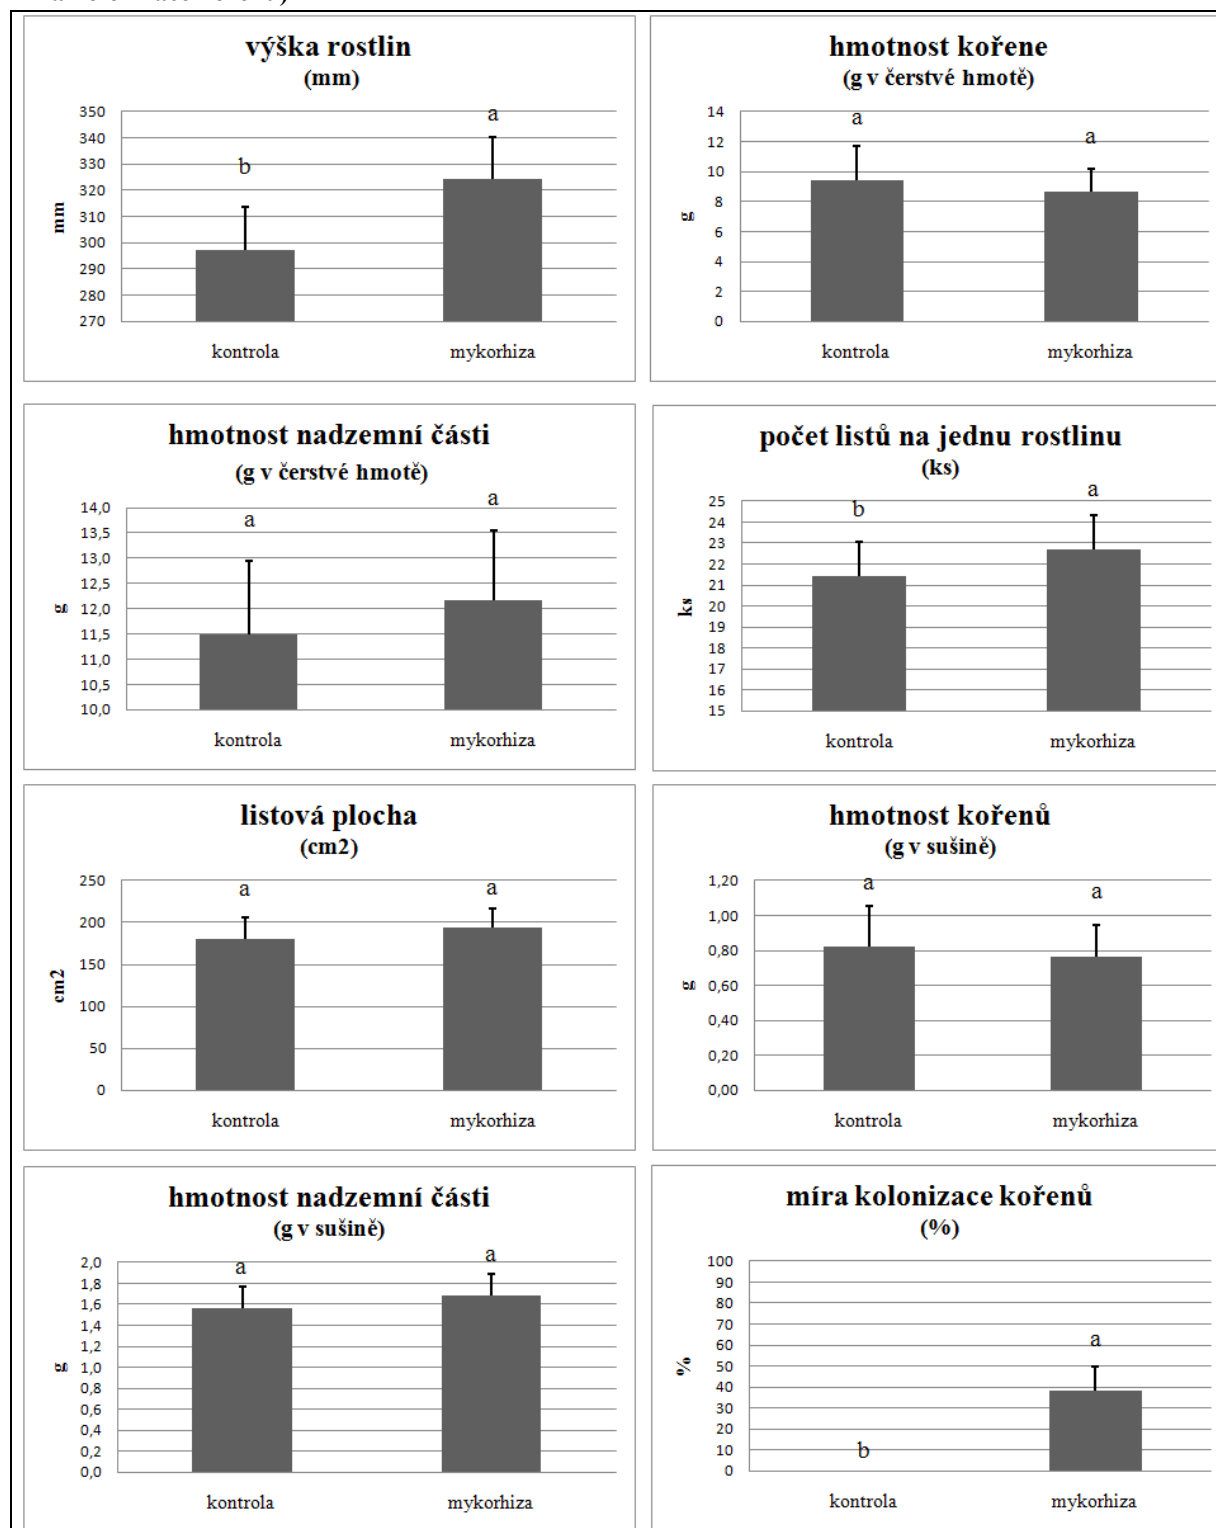 výška rostlin
(mm)
350
340
330
320
310
300
290
280
270
mm
b
a
kontrola
mykorhiza
hmotnost kořene
(g v čerstvé hmotě)
14
12
10
8
6
4
2
0
g
a
a
kontrola
mykorhiza
hmotnost nadzemní části
(g v čerstvé hmotě)
14,0
13,5
13,0
12,5
12,0
11,5
11,0
10,5
10,0
g
a
a
kontrola
mykorhiza
počet listů na jednu rostlinu
(ks)
25
24
23
22
21
20
19
18
17
16
15
ks
b
a
kontrola
mykorhiza
listová plocha
(cm2)
250
200
150
100
50
0
cm2
a
a
kontrola
mykorhiza
hmotnost kořenů
(g v sušině)
1,20
1,00
0,80
0,60
0,40
0,20
0,00
g
a
a
kontrola
mykorhiza
hmotnost nadzemní části
(g v sušině)
2,0
1,8
1,6
1,4
1,2
1,0
0,8
0,6
0,4
0,2
0,0
g
a
a
kontrola
mykorhiza
míra kolonizace kořenů
(%)
100
90
80
70
60
50
40
30
20
10
0
%
b
a
kontrola
mykorhiza